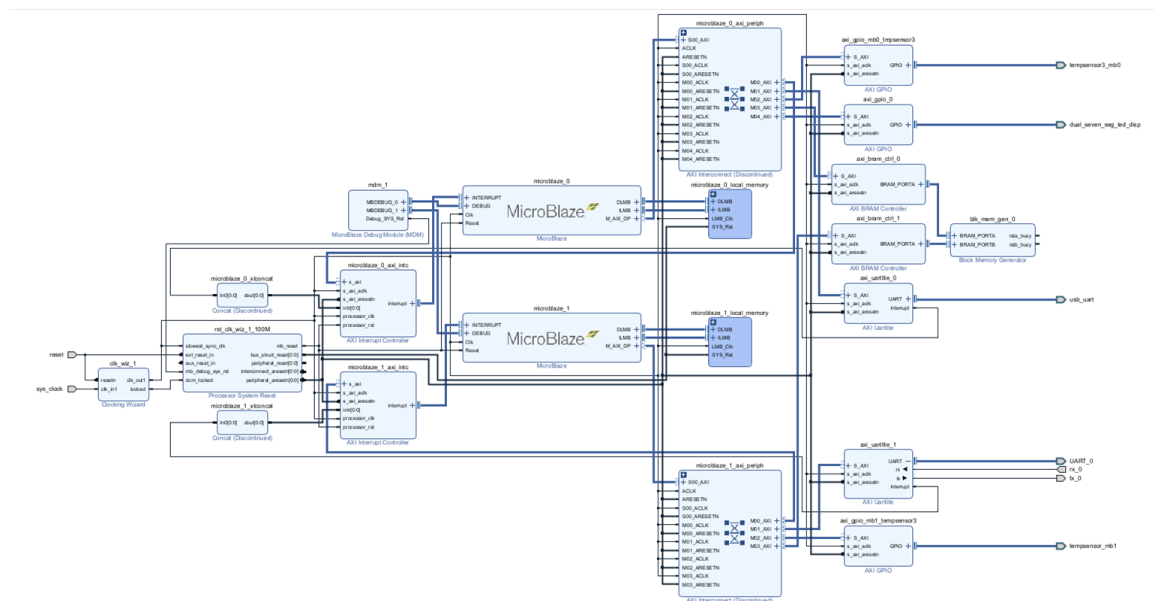 microblaze_0_axi_periph
S00_AXI
ACLK
ARESETN
S00_ACLK
S00_ARESETN
M00_ACLK
M00_ARESETN
M01_ACLK
M01_ARESETN
M02_ACLK
M02_ARESETN
M03_ACLK
M03_ARESETN
M04_ACLK
M04_ARESETN
M00_AXI
M01_AXI
M02_AXI
M03_AXI
M04_AXI
AXI Interconnect (Discontinued)
axi_gpio_mb0_tmpsensor3
S_AXI
s_axi_aclk
s_axi_aresetn
GPIO
AXI GPIO
tempsensor3_mb0
axi_gpio_0
S_AXI
s_axi_aclk
s_axi_aresetn
GPIO
AXI GPIO
dual_seven_seg_led_disp
axi_bram_ctrl_0
S_AXI
s_axi_aclk
s_axi_aresetn
BRAM_PORTA
AXI BRAM Controller
axi_bram_ctrl_1
S_AXI
s_axi_aclk
s_axi_aresetn
BRAM_PORTA
AXI BRAM Controller
blk_mem_gen_0
BRAM_PORTA
BRAM_PORTB
rsta_busy
rstb_busy
Block Memory Generator
mdm_1
MBDEBUG_0
MBDEBUG_1
Debug_SYS_Rst
MicroBlaze Debug Module (MDM)
microblaze_0
INTERRUPT
DEBUG
Clk
Reset
MicroBlaze
DLMB
ILMB
M_AXI_DP
MicroBlaze
microblaze_0_local_memory
DLMB
ILMB
LMB_Clk
SYS_Rst
microblaze_0_axi_intc
s_axi
s_axi_aclk
s_axi_aresetn
intr[0:0]
processor_clk
processor_rst
interrupt
AXI Interrupt Controller
microblaze_0_xlconcat
In0[0:0]
dout[0:0]
Concat (Discontinued)
axi_uartlite_0
S_AXI
s_axi_aclk
s_axi_aresetn
UART
interrupt
AXI Uartlite
usb_uart
microblaze_1
INTERRUPT
DEBUG
Clk
Reset
MicroBlaze
DLMB
ILMB
M_AXI_DP
MicroBlaze
microblaze_1_local_memory
DLMB
ILMB
LMB_Clk
SYS_Rst
rst_clk_wiz_1_100M
slowest_sync_clk
ext_reset_in
aux_reset_in
mb_debug_sys_rst
dcm_locked
mb_reset
bus_struct_reset[0:0]
peripheral_reset[0:0]
interconnect_aresetn[0:0]
peripheral_aresetn[0:0]
Processor System Reset
reset
sys_clock
clk_wiz_1
resetn
clk_in1
clk_out1
locked
Clocking Wizard
microblaze_1_axi_intc
s_axi
s_axi_aclk
s_axi_aresetn
intr[0:0]
processor_clk
processor_rst
interrupt
AXI Interrupt Controller
microblaze_1_xlconcat
In0[0:0]
dout[0:0]
Concat (Discontinued)
axi_uartlite_1
S_AXI
s_axi_aclk
s_axi_aresetn
UART
rx
tx
interrupt
AXI Uartlite
UART_0
rx_0
tx_0
microblaze_1_axi_periph
S00_AXI
ACLK
ARESETN
S00_ACLK
S00_ARESETN
M00_ACLK
M00_ARESETN
M01_ACLK
M01_ARESETN
M02_ACLK
M02_ARESETN
M03_ACLK
M03_ARESETN
M00_AXI
M01_AXI
M02_AXI
M03_AXI
AXI Interconnect (Discontinued)
axi_gpio_mb1_tempsensor3
S_AXI
s_axi_aclk
s_axi_aresetn
GPIO
AXI GPIO
tempsensor_mb1